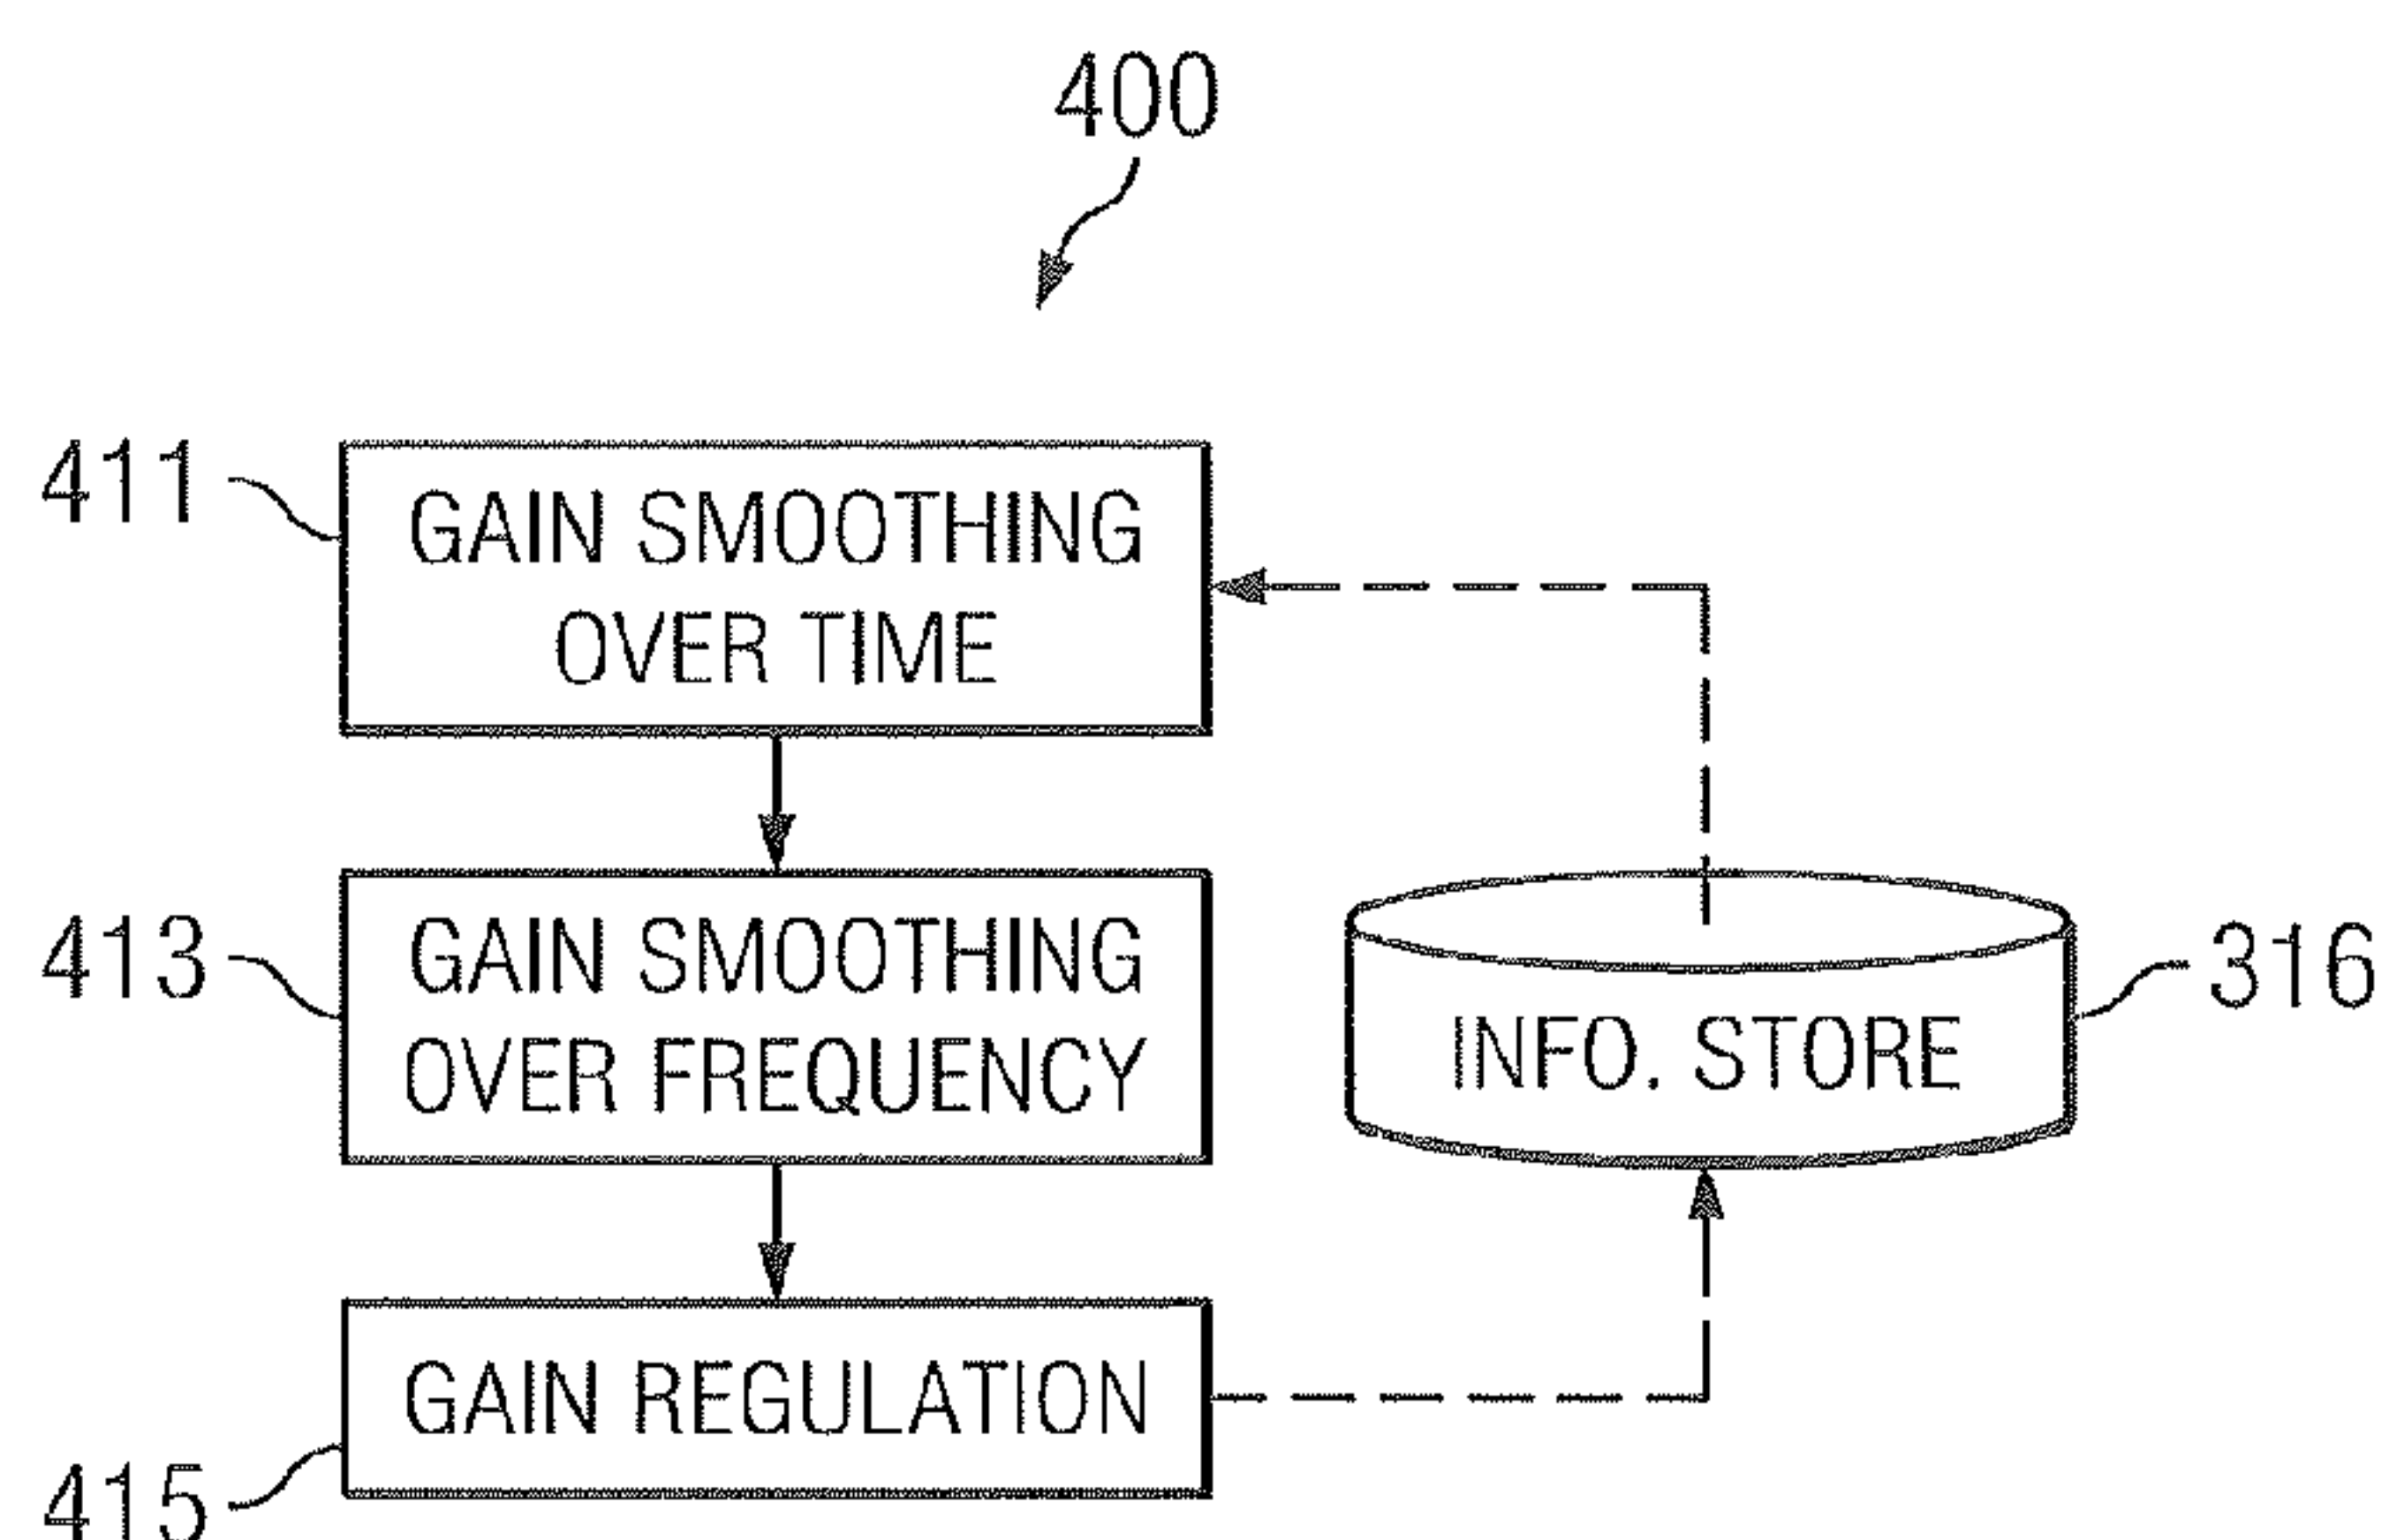 400
411
GAIN SMOOTHING
OVER TIME
413
GAIN SMOOTHING
OVER FREQUENCY
INFO. STORE
316
GAIN REGULATION
415